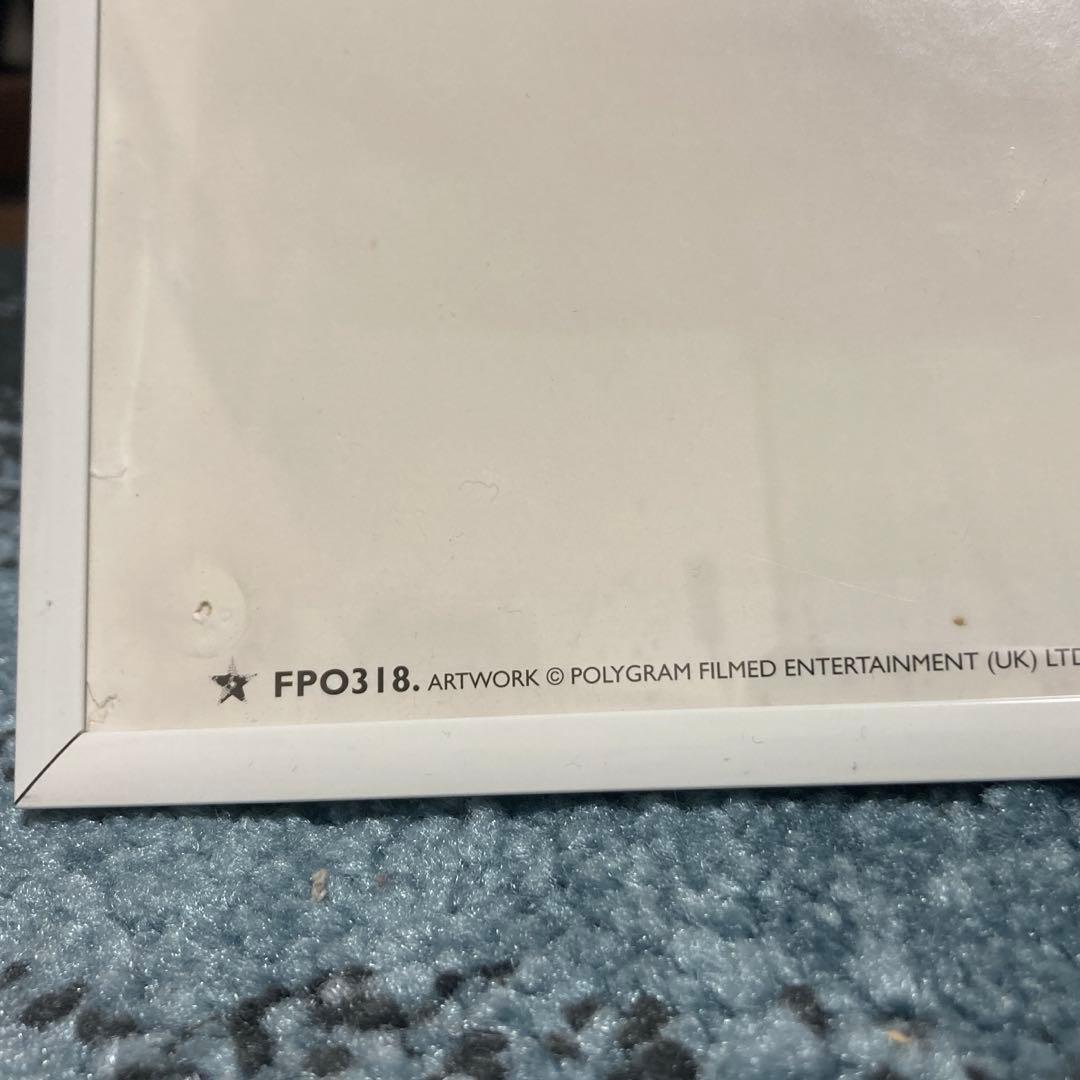 FPO318. ARTWORK © POLYGRAM FILMED ENTERTAINMENT (UK) LTD